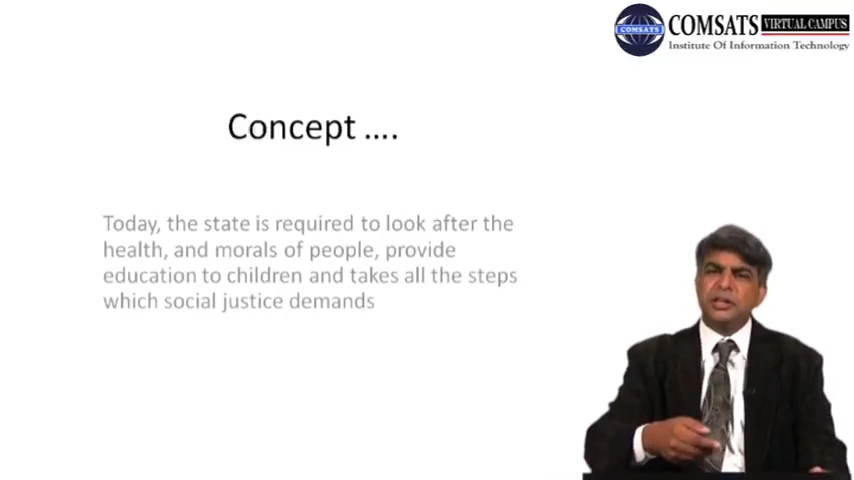 COMSATS
COMSATS VIRTUAL CAMPUS
Institute Of Information Technology
Concept ....
Today, the state is required to look after the
health, and morals of people, provide
education to children and takes all the steps
which social justice demands